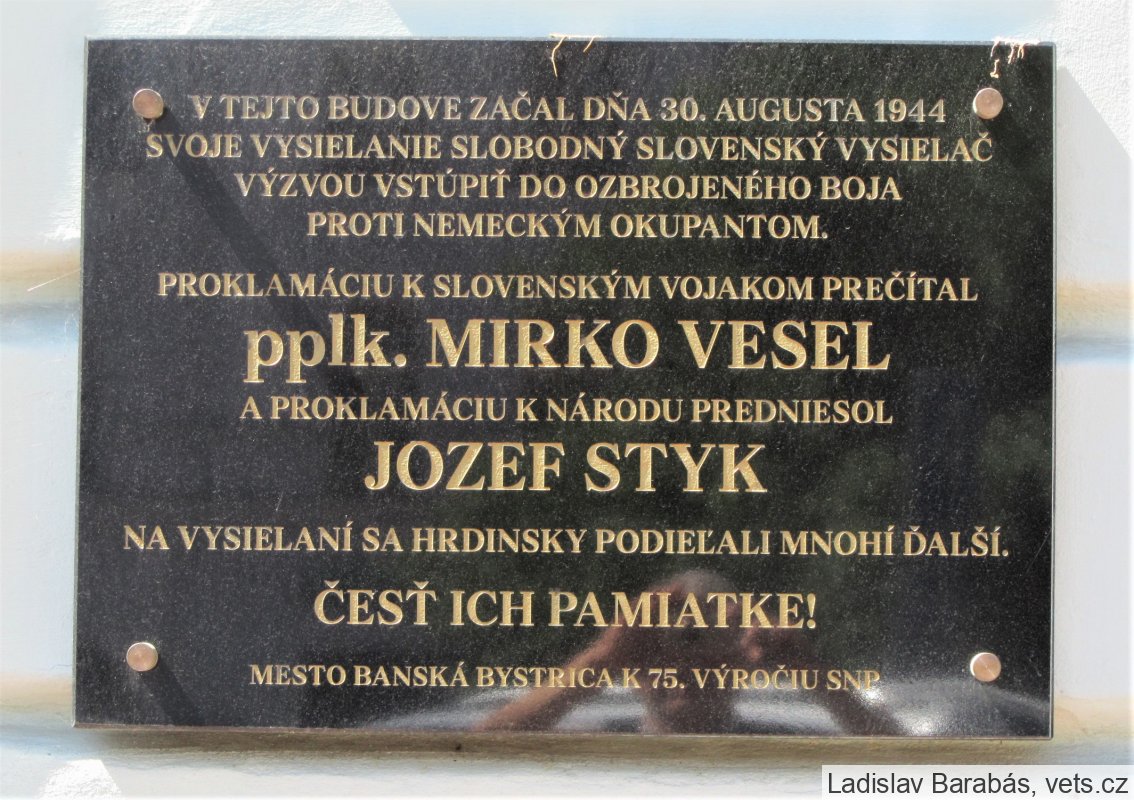 V TEJTO BUDOVE ZAČAL DŇA 30. AUGUSTA 1944
SVOJE VYSIELANIE SLOBODNÝ SLOVENSKÝ VYSIELAČ
VÝZVOU VSTÚPIŤ DO OZBROJENÉHO BOJA
PROTI NEMECKÝM OKUPANTOM.
PROKLAMÁCIU K SLOVENSKÝM VOJAKOM PREČÍTAL
pplk. MIRKO VESEL
A PROKLAMÁCIU K NÁRODU PREDNIESOL
JOZEF STYK
NA VYSIELANÍ SA HRDINSKY PODIEĽALI MNOHÍ ĎALŠÍ.
ČESŤ ICH PAMIATKE!
MESTO BANSKÁ BYSTRICA K 75. VÝROČIU SNP
Ladislav Barabás, vets.cz